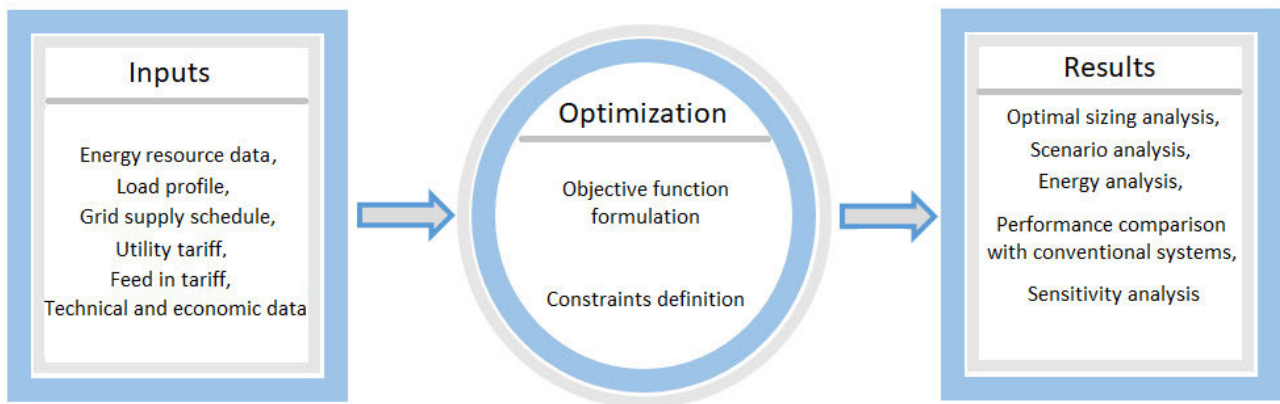 Inputs
Energy resource data,
Load profile,
Grid supply schedule,
Utility tariff,
Feed in tariff,
Technical and economic data
Optimization
Objective function
formulation
Constraints definition
Results
Optimal sizing analysis,
Scenario analysis,
Energy analysis,
Performance comparison
with conventional systems,
Sensitivity analysis